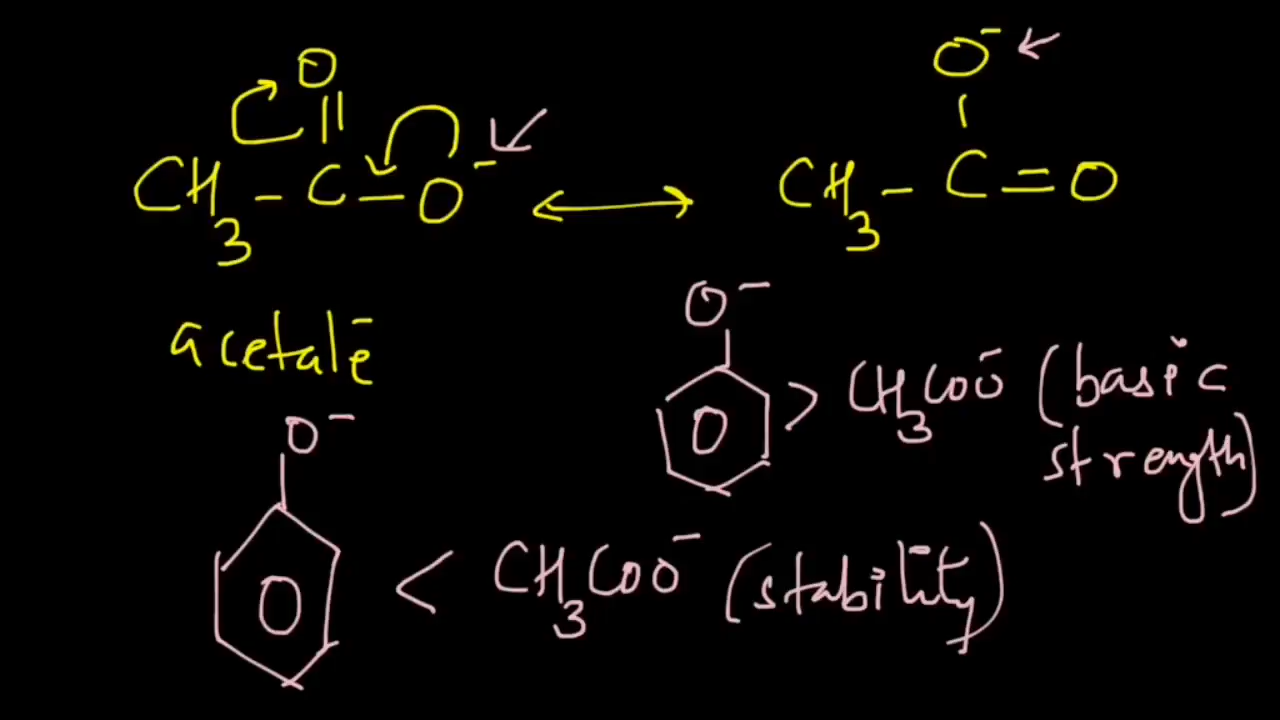 O O⁻
CH₃ - C - O⁻ ⟷ CH₃ - C = O
||
|
acetate
O⁻
O > CH₃COO⁻ (basic
strength)
O⁻
O < CH₃COO⁻ (stability)